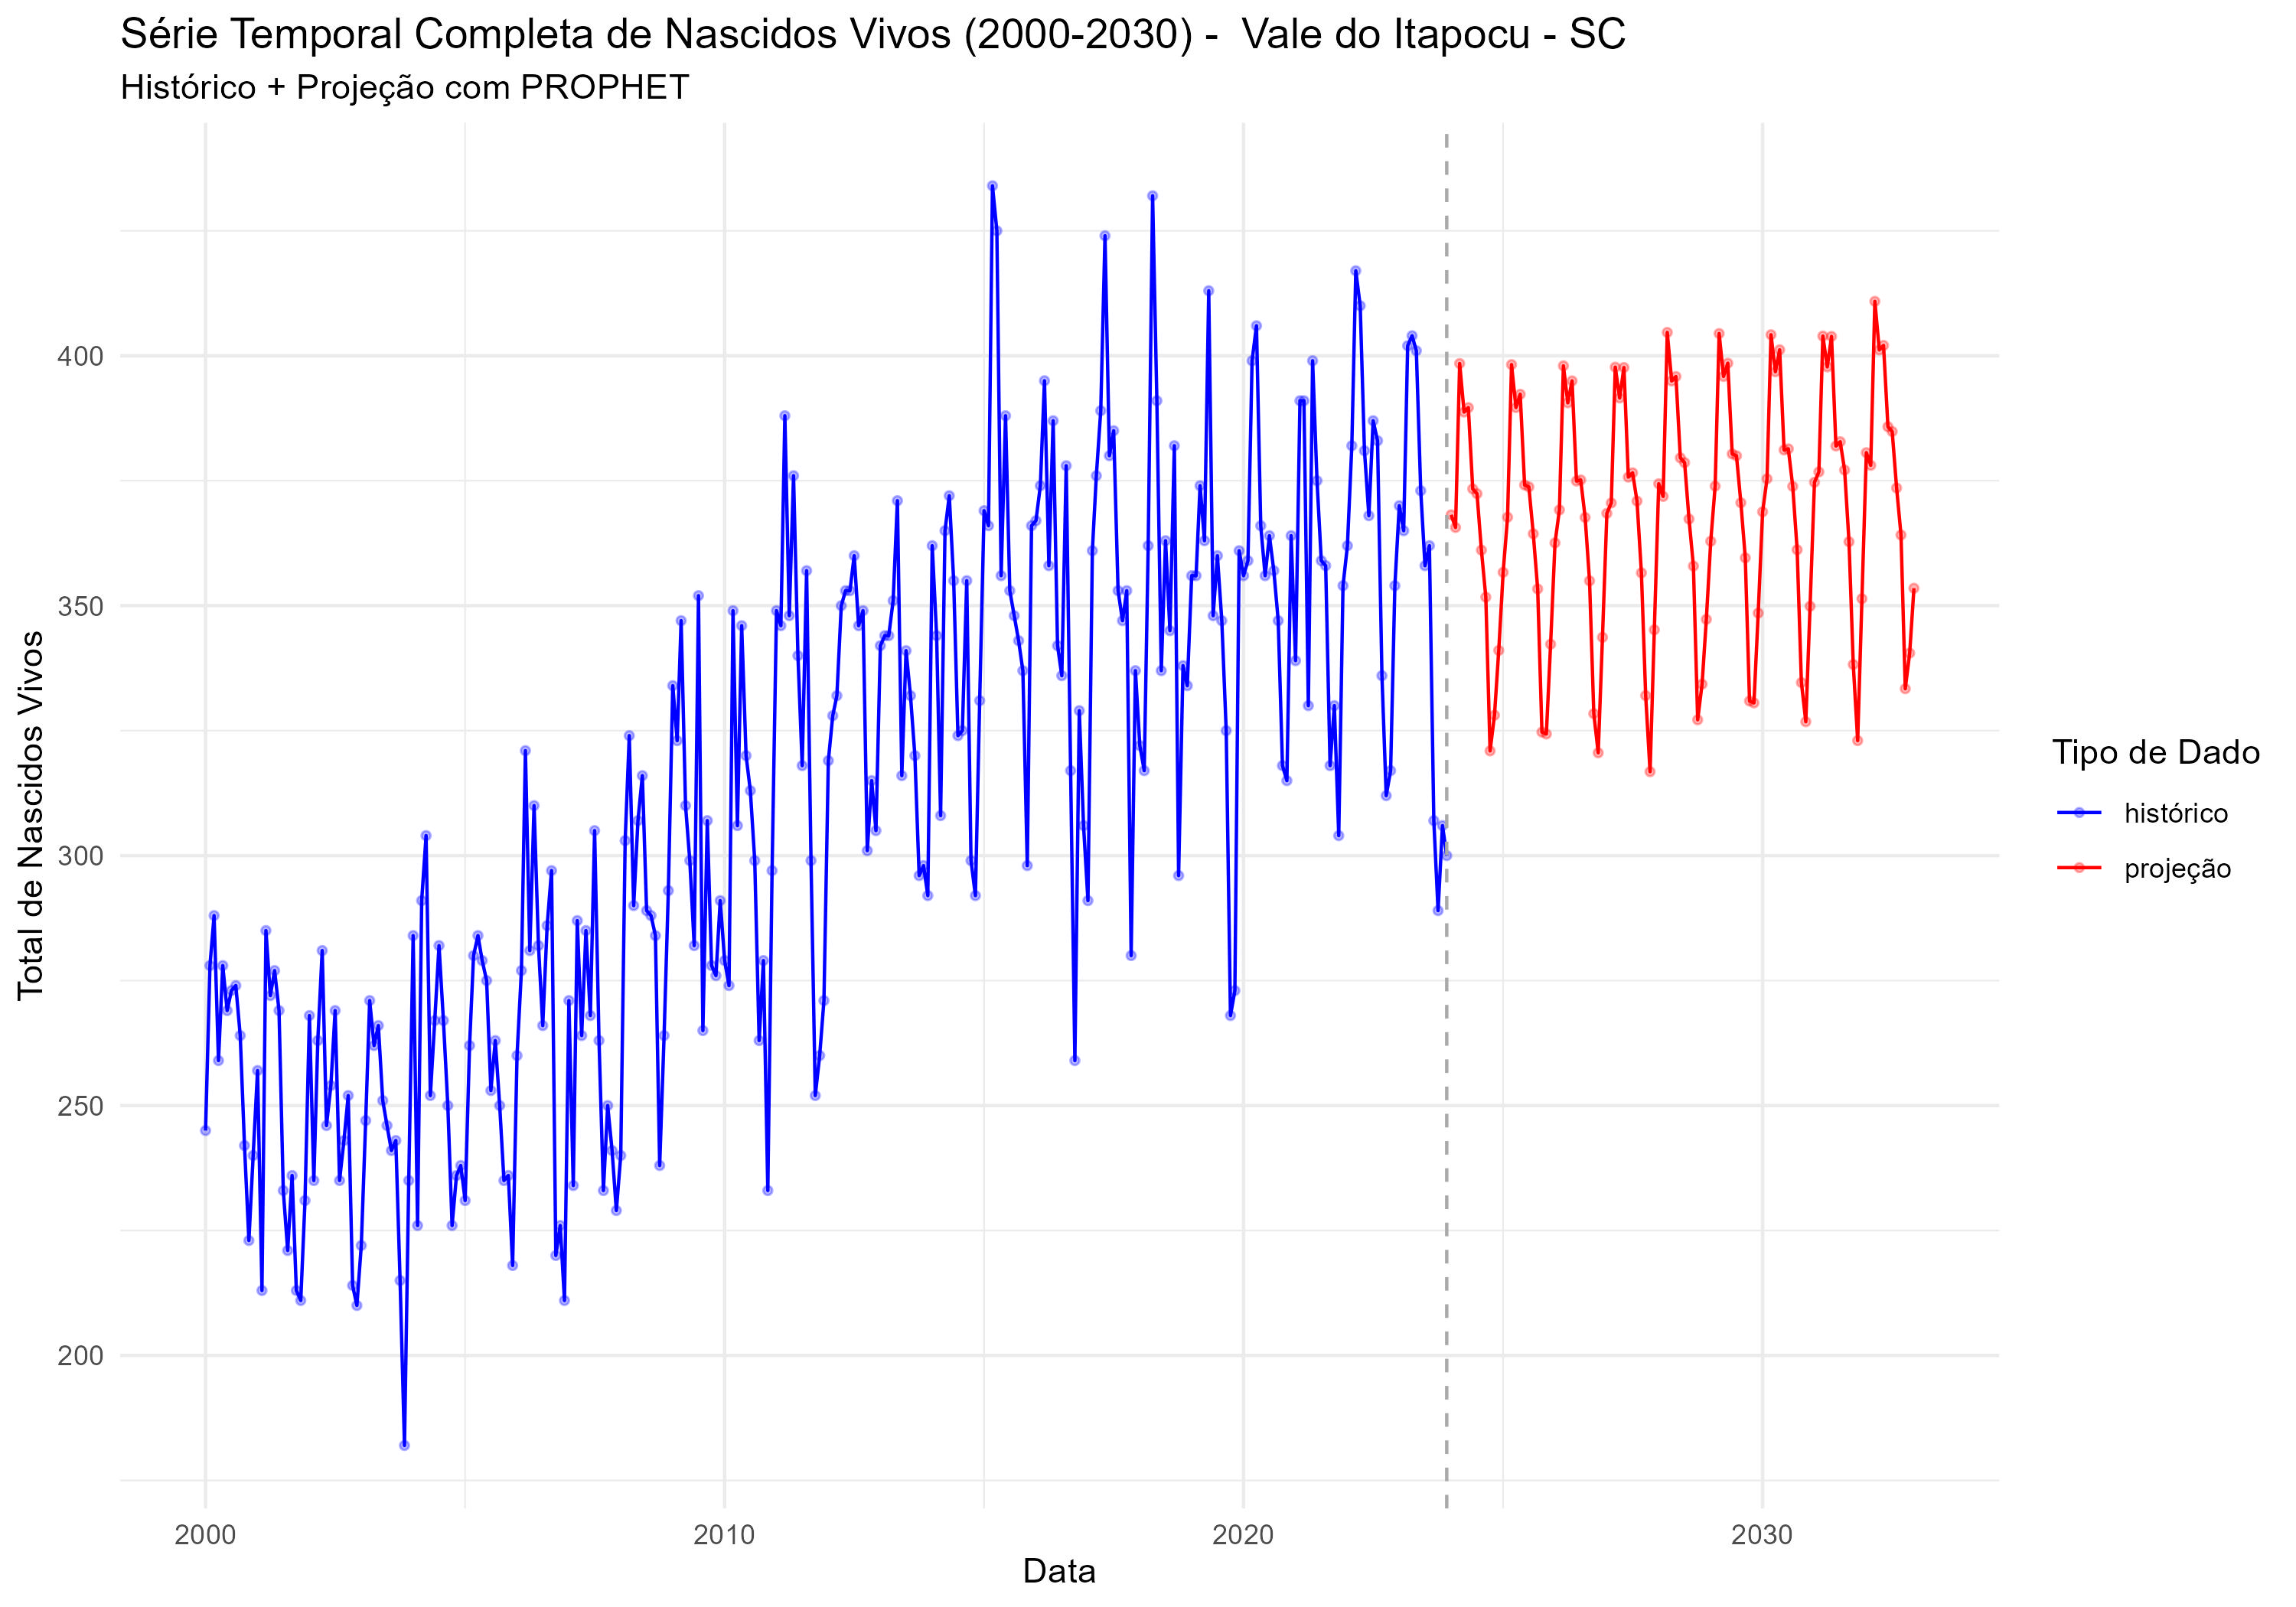 Série Temporal Completa de Nascidos Vivos (2000-2030) -  Vale do Itapocu - SC
Histórico + Projeção com PROPHET
Total de Nascidos Vivos
400
350
300
250
200
2000
2010
2020
2030
Data
Tipo de Dado
histórico
projeção